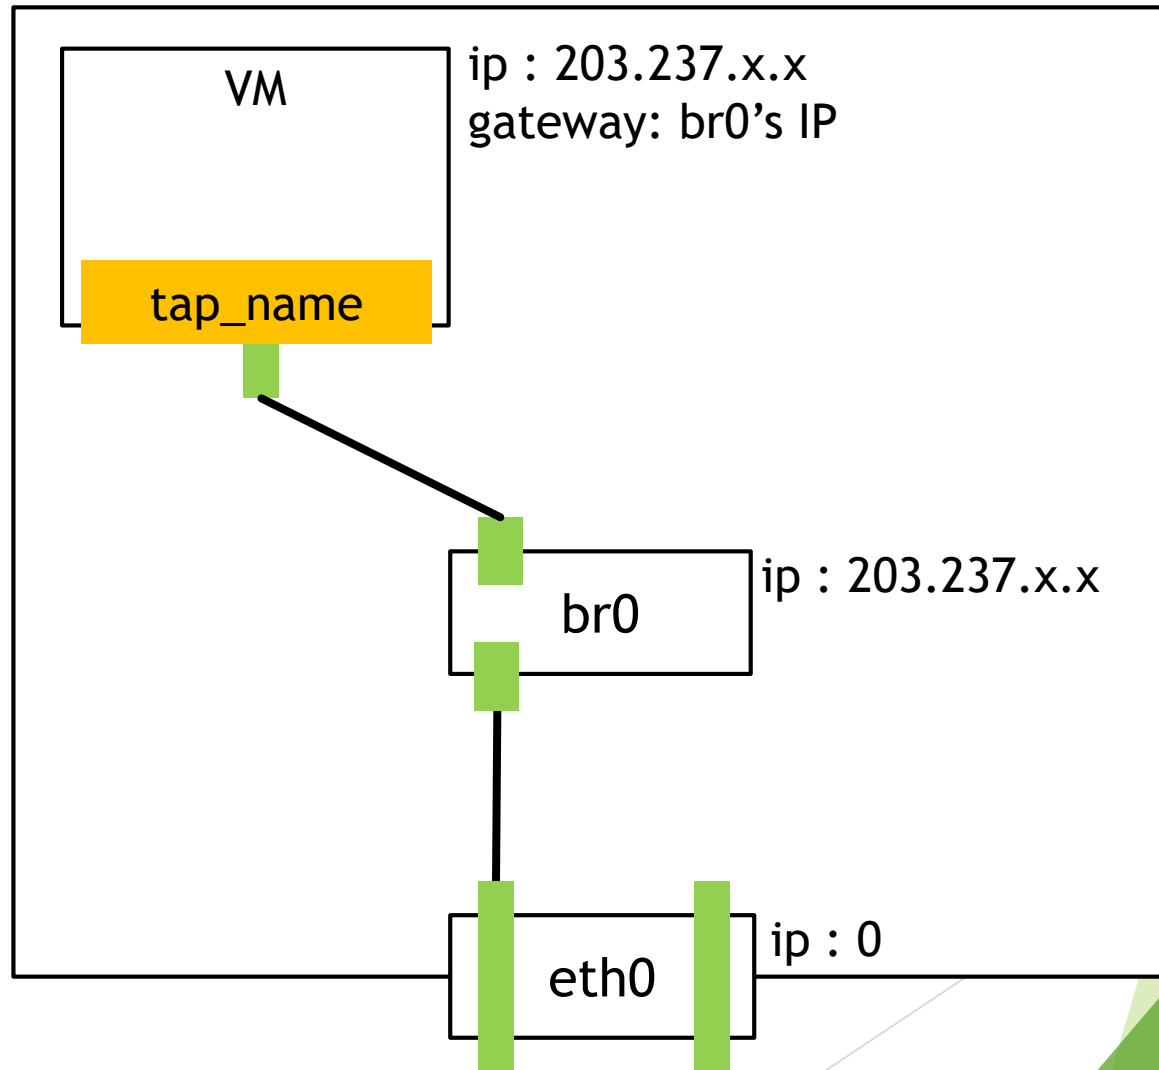 VM
ip : 203.237.x.x
gateway: br0’s IP
tap_name
ip : 203.237.x.x
br0
ip : 0
eth0